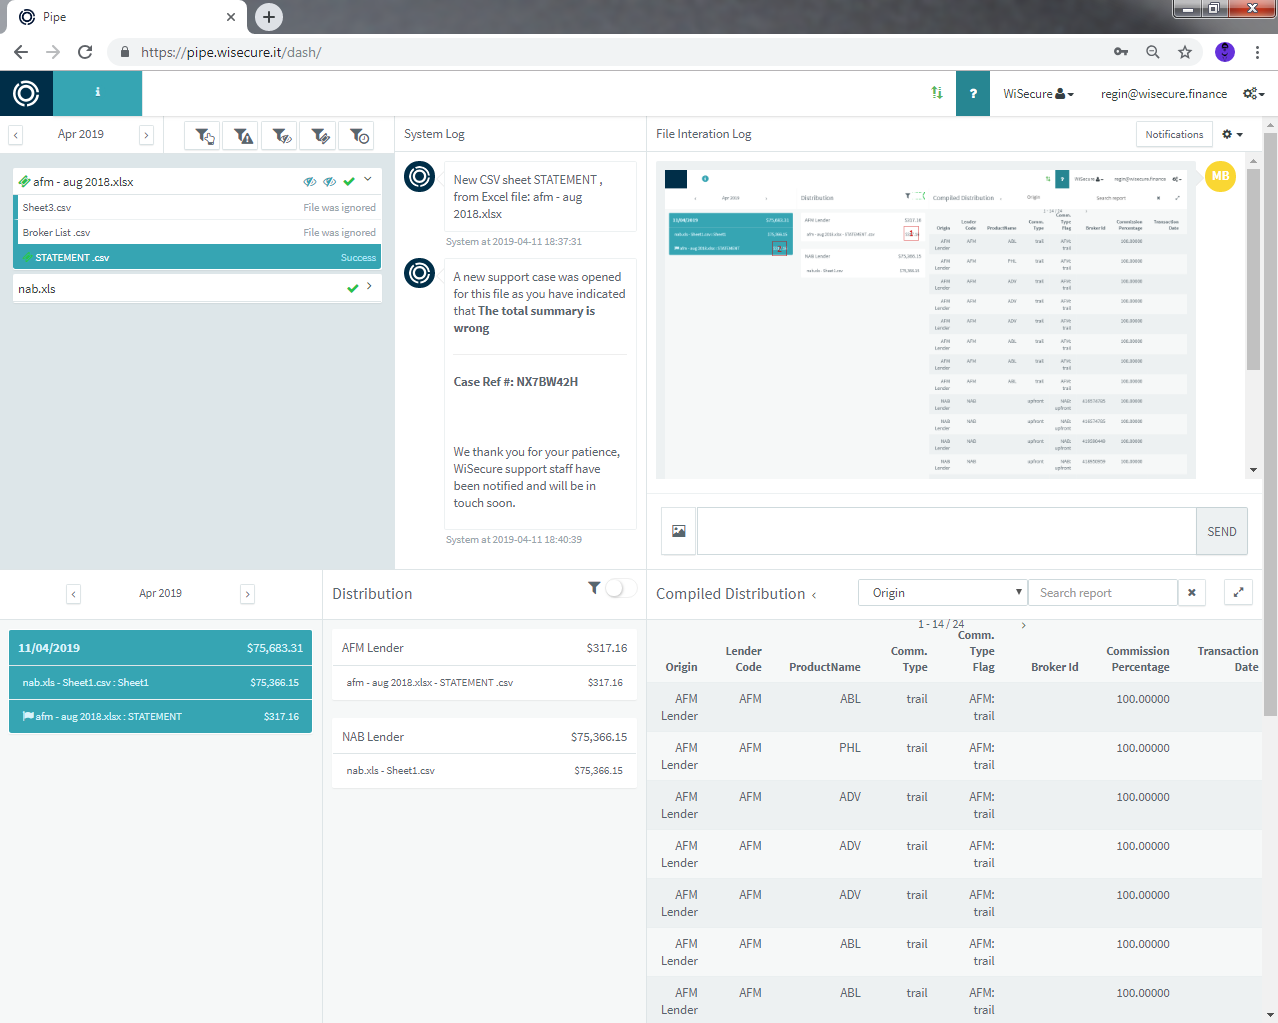 Pipe
https://pipe.wisecure.it/dash/
i
?
WiSecure
regin@wisecure.finance
Apr 2019
System Log
File Interation Log
Notifications
afm - aug 2018.xlsx
Sheet3.csv
File was ignored
Broker List .csv
File was ignored
STATEMENT .csv
Success
nab.xls
New CSV sheet STATEMENT ,
from Excel file: afm - aug
2018.xlsx
System at 2019-04-11 18:37:31
A new support case was opened
for this file as you have indicated
that The total summary is
wrong
Case Ref #: NX7BW42H
We thank you for your patience,
WiSecure support staff have
been notified and will be in
touch soon.
System at 2019-04-11 18:40:39
MB
SEND
Apr 2019
11/04/2019 $75,683.31
nab.xls - Sheet1.csv : Sheet1 $75,366.15
afm - aug 2018.xlsx : STATEMENT $317.16
Distribution
AFM Lender $317.16
afm - aug 2018.xlsx - STATEMENT .csv $317.16
NAB Lender $75,366.15
nab.xls - Sheet1.csv $75,366.15
Compiled Distribution
Origin
Search report
1 - 14 / 24
Origin
Lender
Code
ProductName
Comm.
Type
Comm.
Type
Flag
Broker Id
Commission
Percentage
Transaction
Date
AFM AFM ABL trail AFM: 100.00000
Lender trail
AFM AFM PHL trail AFM: 100.00000
Lender trail
AFM AFM ADV trail AFM: 100.00000
Lender trail
AFM AFM ADV trail AFM: 100.00000
Lender trail
AFM AFM ADV trail AFM: 100.00000
Lender trail
AFM AFM ABL trail AFM: 100.00000
Lender trail
AFM AFM ABL trail AFM: 100.00000
Lender trail